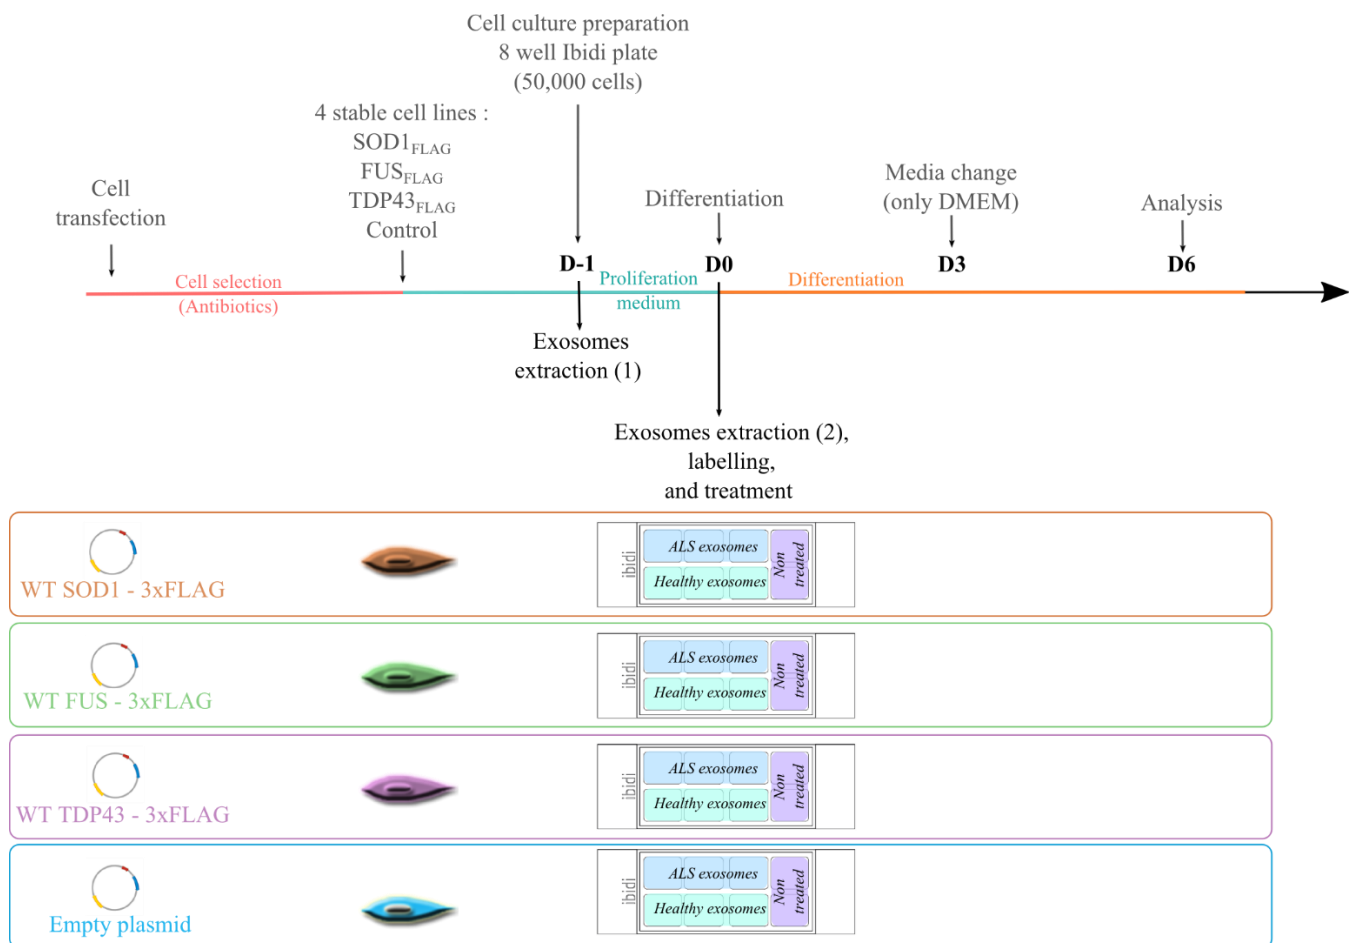 Cell culture preparation
8 well Ibidi plate
(50,000 cells)
4 stable cell lines :
SOD1FLAG
FUSFLAG
TDP43FLAG
Control
Cell
transfection
Differentiation
Media change
(only DMEM)
Analysis
D-1
D0
D3
D6
Cell selection
(Antibiotics)
Proliferation
medium
Differentiation
Exosomes
extraction (1)
Exosomes extraction (2),
labelling,
and treatment
WT SOD1 - 3xFLAG
ibidi
ALS exosomes
Healthy exosomes
Non
treated
WT FUS - 3xFLAG
ibidi
ALS exosomes
Healthy exosomes
Non
treated
WT TDP43 - 3xFLAG
ibidi
ALS exosomes
Healthy exosomes
Non
treated
Empty plasmid
ibidi
ALS exosomes
Healthy exosomes
Non
treated